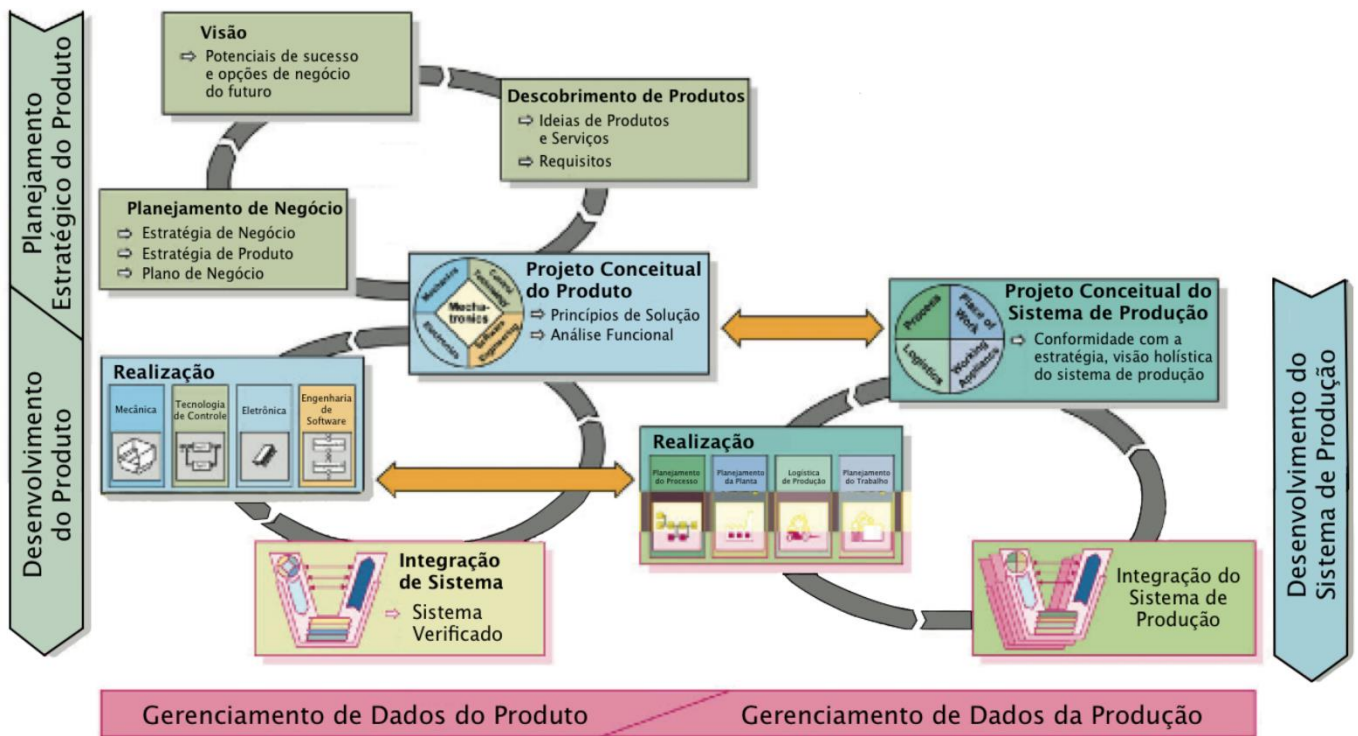 Planejamento
Estratégico do Produto
Desenvolvimento
do Produto
Visão
Potenciais de sucesso
e opções de negócio
do futuro
Descobrimento de Produtos
Ideias de Produtos
e Serviços
Requisitos
Planejamento de Negócio
Estratégia de Negócio
Estratégia de Produto
Plano de Negócio
Mechanics
Control
Technology
Mecha-
tronics
Electronics
Software
Engineering
Projeto Conceitual
do Produto
Princípios de Solução
Análise Funcional
Process
Place of
Work
Logistics
Working
Appliance
Projeto Conceitual do
Sistema de Produção
Conformidade com a
estratégia, visão holística
do sistema de produção
Realização
Mecânica
Tecnologia
de Controle
Eletrônica
Engenharia
de
Software
Realização
Planejamento
do Processo
Planejamento
da Planta
Logística
de Produção
Planejamento
do Trabalho
Integração
de Sistema
Sistema
Verificado
Integração do
Sistema de
Produção
Desenvolvimento do
Sistema de Produção
Gerenciamento de Dados do Produto
Gerenciamento de Dados da Produção